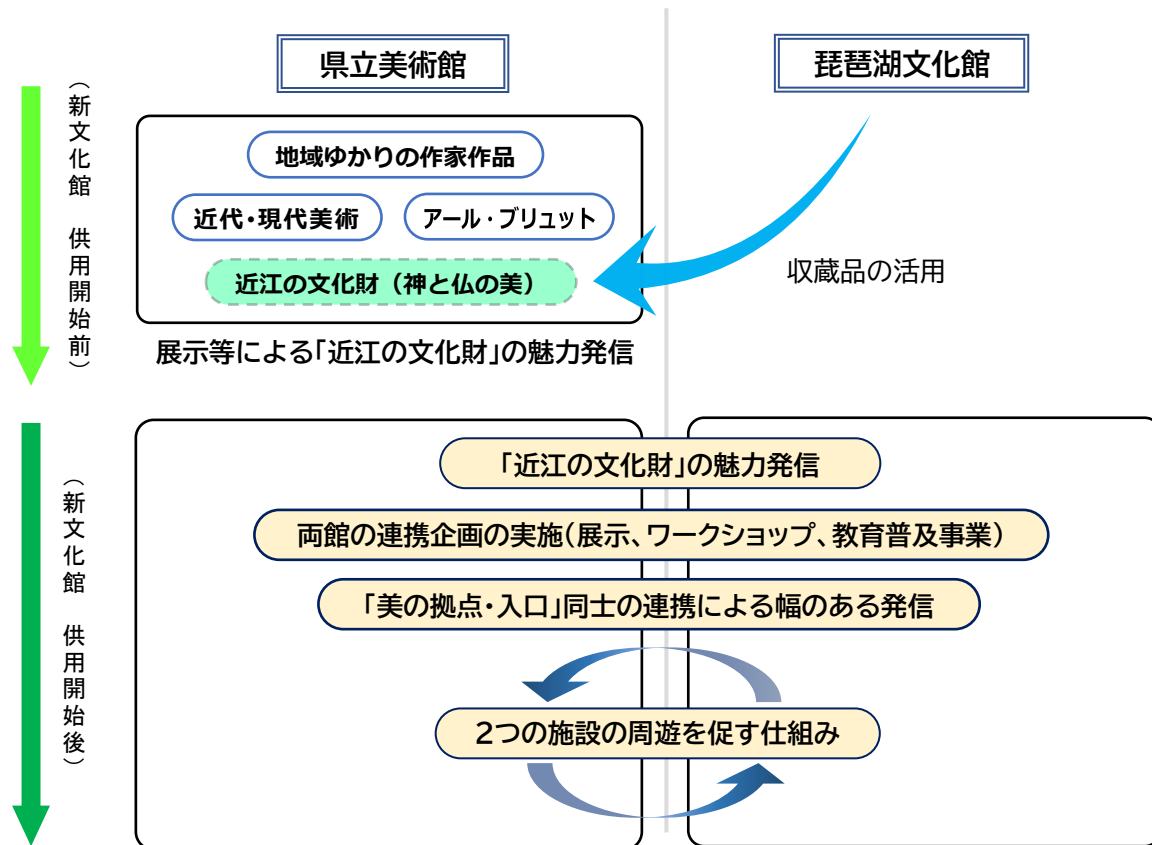 県立美術館
琵琶湖文化館
（新文化館　供用開始前）
地域ゆかりの作家作品
近代・現代美術
アール・ブリュット
近江の文化財（神と仏の美）
収蔵品の活用
展示等による「近江の文化財」の魅力発信
（新文化館　供用開始後）
「近江の文化財」の魅力発信
両館の連携企画の実施（展示、ワークショップ、教育普及事業）
「美の拠点・入口」同士の連携による幅のある発信
2つの施設の周遊を促す仕組み